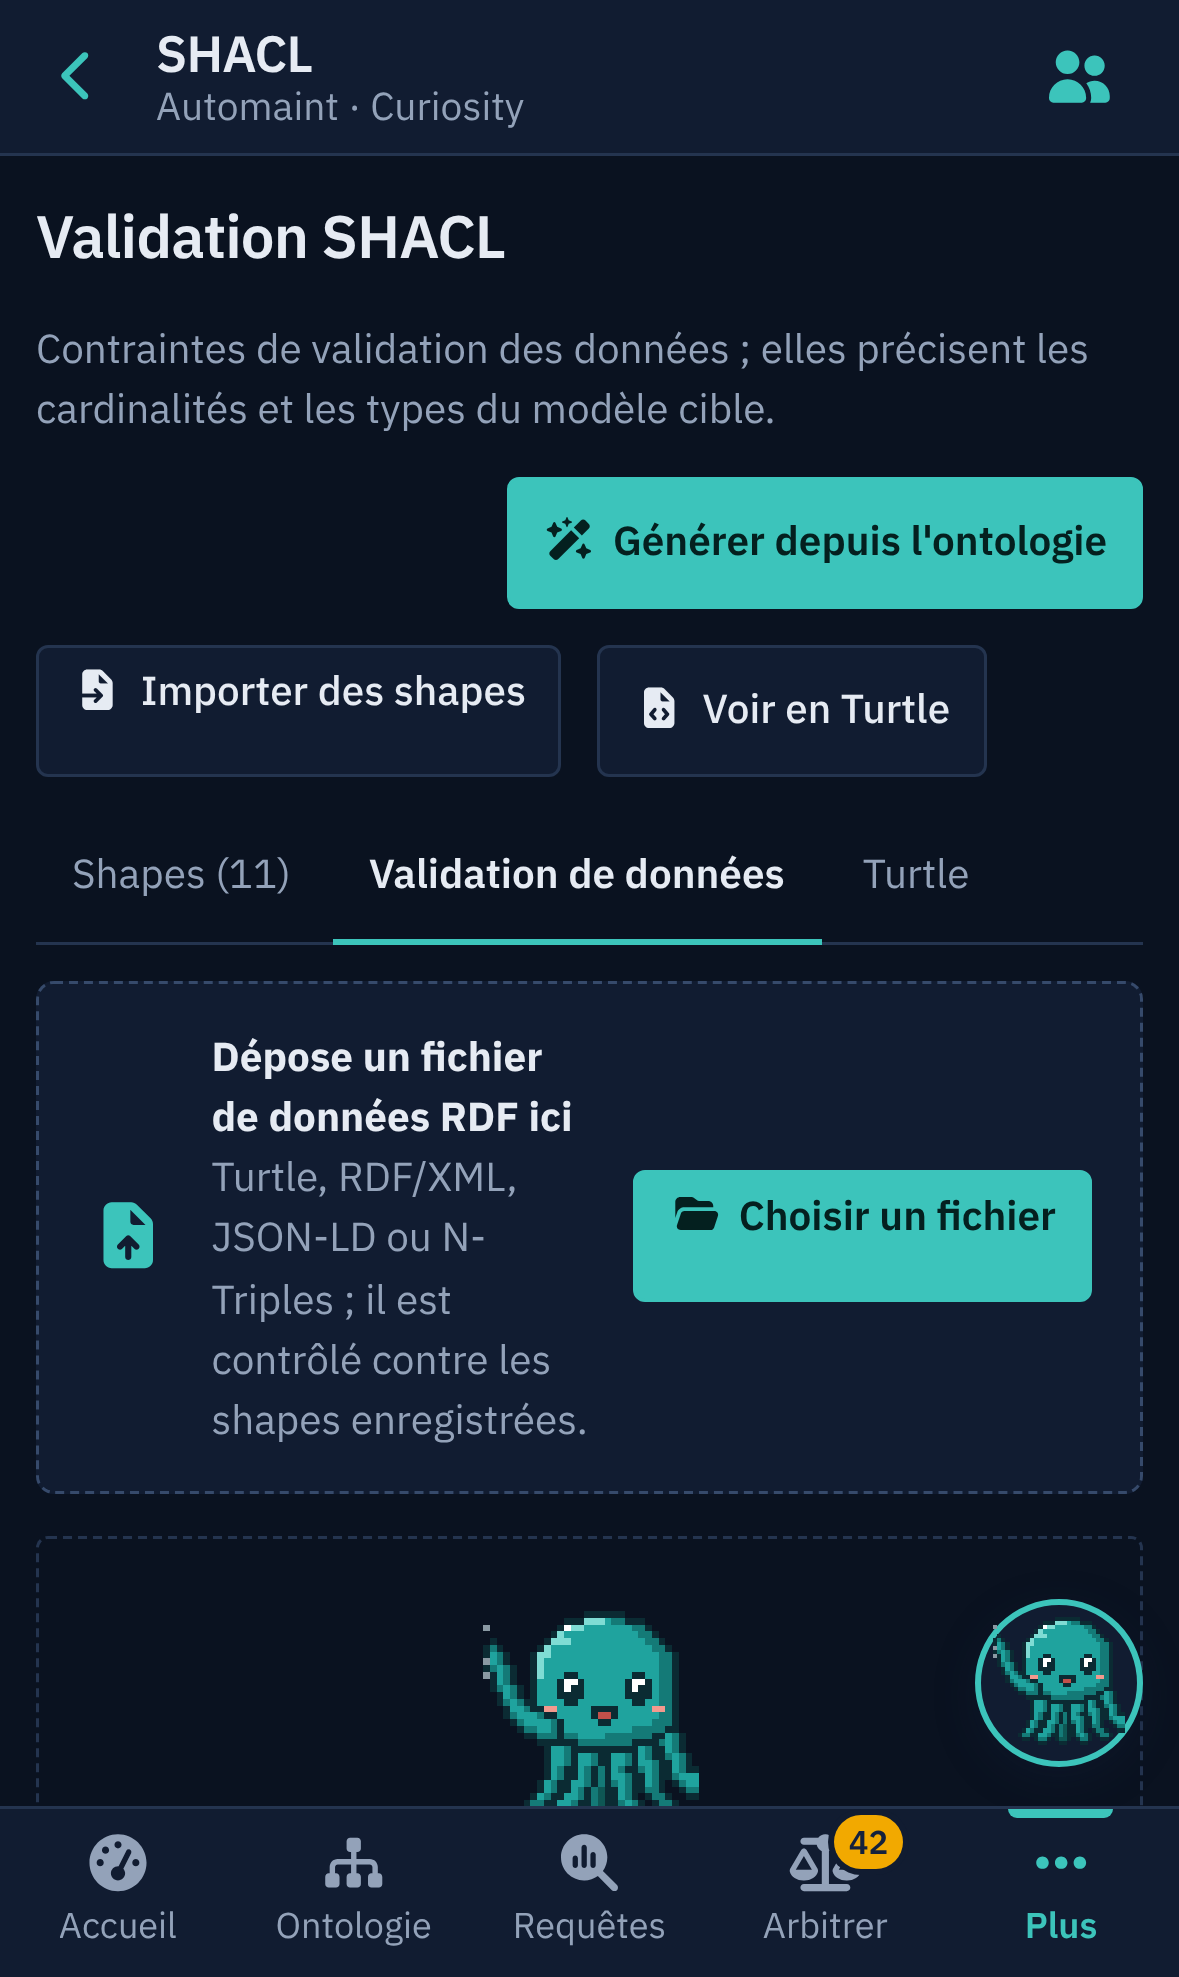 SHACL
Automaint · Curiosity
Validation SHACL
Contraintes de validation des données ; elles précisent les
cardinalités et les types du modèle cible.
Générer depuis l'ontologie
Importer des shapes
Voir en Turtle
Shapes (11)
Validation de données
Turtle
Dépose un fichier
de données RDF ici
Turtle, RDF/XML,
JSON-LD ou N-
Triples ; il est
contrôlé contre les
shapes enregistrées.
Choisir un fichier
42
Accueil
Ontologie
Requêtes
Arbitrer
Plus